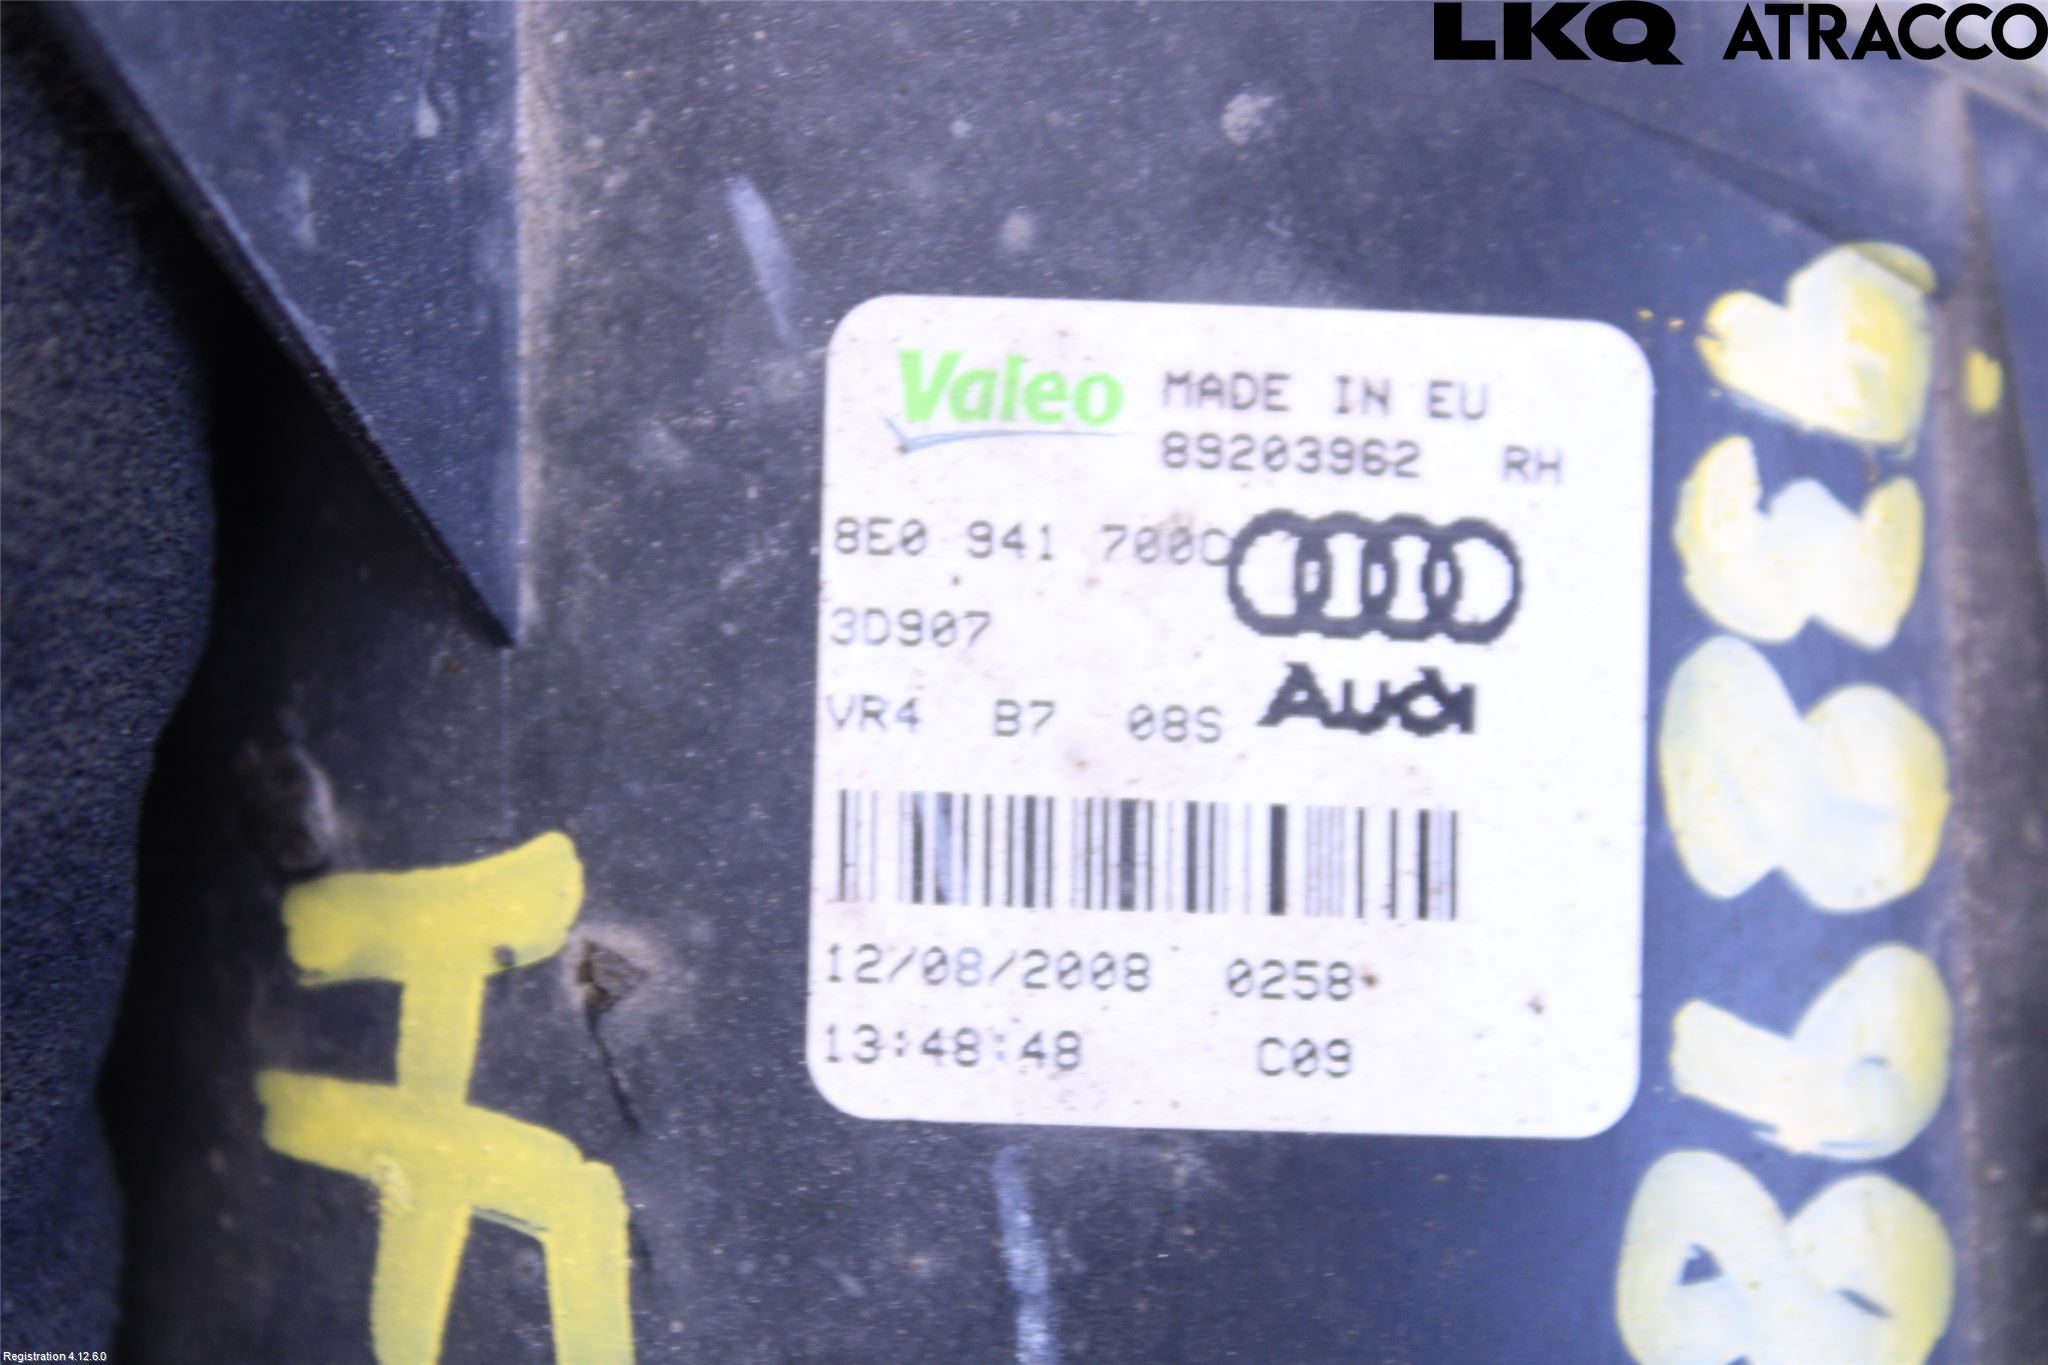 LKQ ATRACCO
Valeo MADE IN EU
89203962 RH
8E0 941 700C
3D907
Audi
VR4 B7 08S
12/08/2008 0258
13:48:48 C09
Registration 4.12.6.0